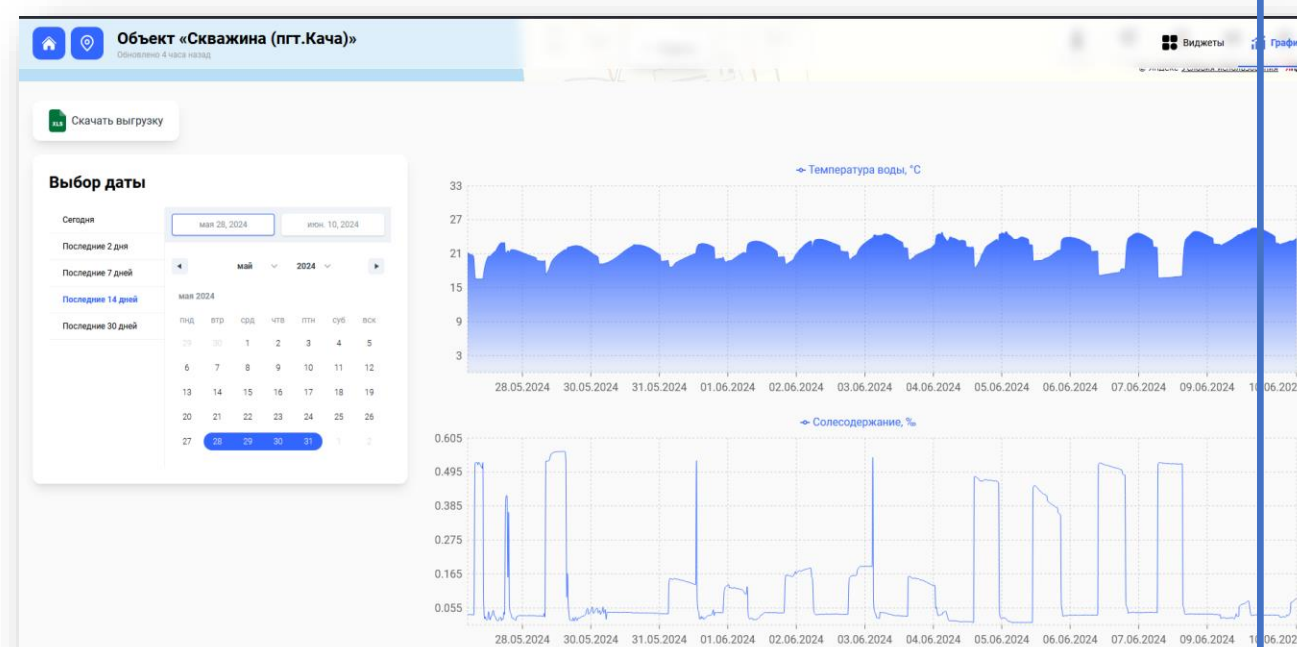 Объект «Скважина (пгт.Кача)»
Обновлено 4 часа назад
Виджеты
Графи
Скачать выгрузку
Выбор даты
Сегодня
Последние 2 дня
Последние 7 дней
Последние 14 дней
Последние 30 дней
мая 28, 2024 июн. 10, 2024
май 2024
мая 2024
пнд втр срд чтв птн суб вск
29 30 1 2 3 4 5
6 7 8 9 10 11 12
13 14 15 16 17 18 19
20 21 22 23 24 25 26
27 28 29 30 31 1 2
Температура воды, °C
33
27
21
15
9
3
28.05.2024 30.05.2024 31.05.2024 01.06.2024 02.06.2024 03.06.2024 04.06.2024 05.06.2024 06.06.2024 07.06.2024 09.06.2024
Солесодержание, ‰
0.605
0.495
0.385
0.275
0.165
0.055
28.05.2024 30.05.2024 31.05.2024 01.06.2024 02.06.2024 03.06.2024 04.06.2024 05.06.2024 06.06.2024 07.06.2024 09.06.2024